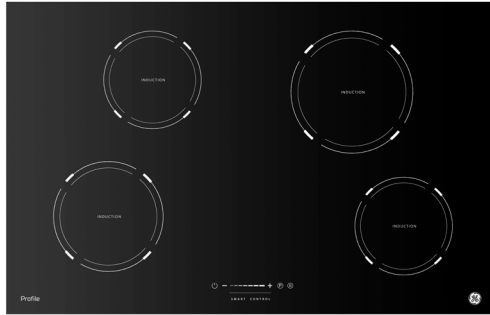 INDUCTION
INDUCTION
INDUCTION
INDUCTION
SMART CONTROL
Profile
GE